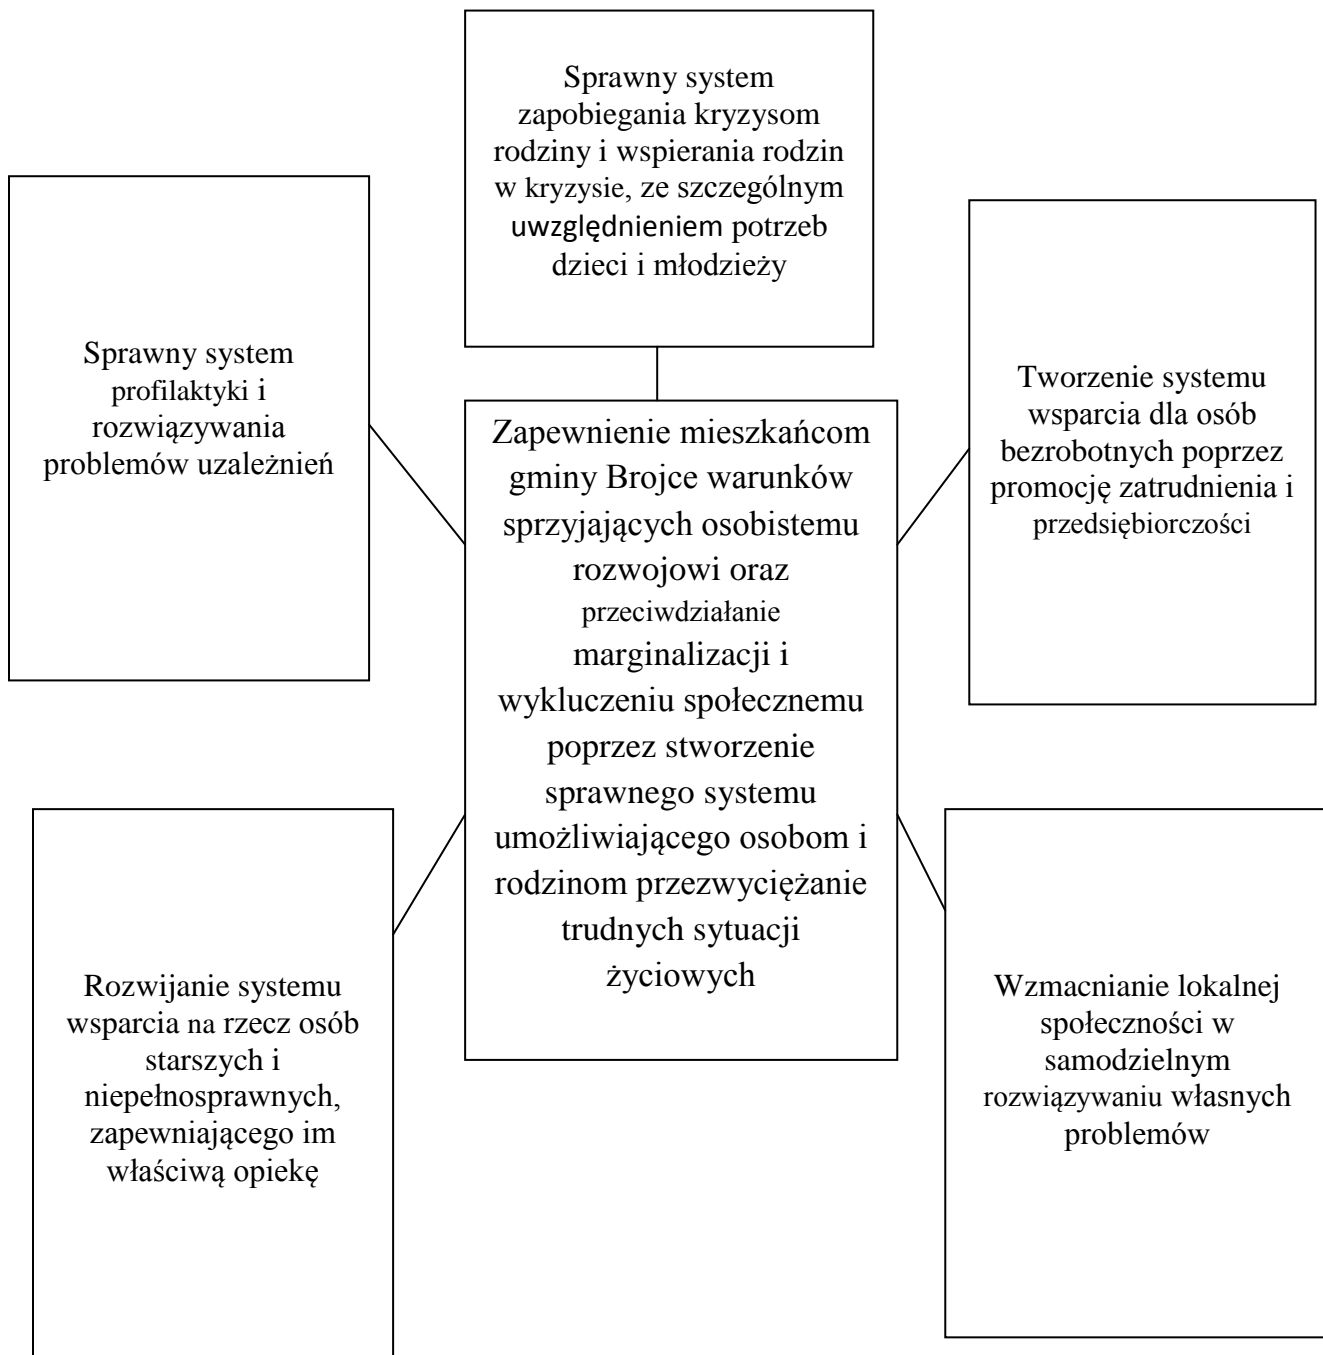 Sprawny system
zapobiegania kryzysom
rodziny i wspierania rodzin
w kryzysie, ze szczególnym
uwzględnieniem potrzeb
dzieci i młodzieży
Sprawny system
profilaktyki i
rozwiązywania
problemów uzależnień
Tworzenie systemu
wsparcia dla osób
bezrobotnych poprzez
promocję zatrudnienia i
przedsiębiorczości
Zapewnienie mieszkańcom
gminy Brojce warunków
sprzyjających osobistemu
rozwojowi oraz
przeciwdziałanie
marginalizacji i
wykluczeniu społecznemu
poprzez stworzenie
sprawnego systemu
umożliwiającego osobom i
rodzinom przezwyciężanie
trudnych sytuacji
życiowych
Rozwijanie systemu
wsparcia na rzecz osób
starszych i
niepełnosprawnych,
zapewniającego im
właściwą opiekę
Wzmacnianie lokalnej
społeczności w
samodzielnym
rozwiązywaniu własnych
problemów